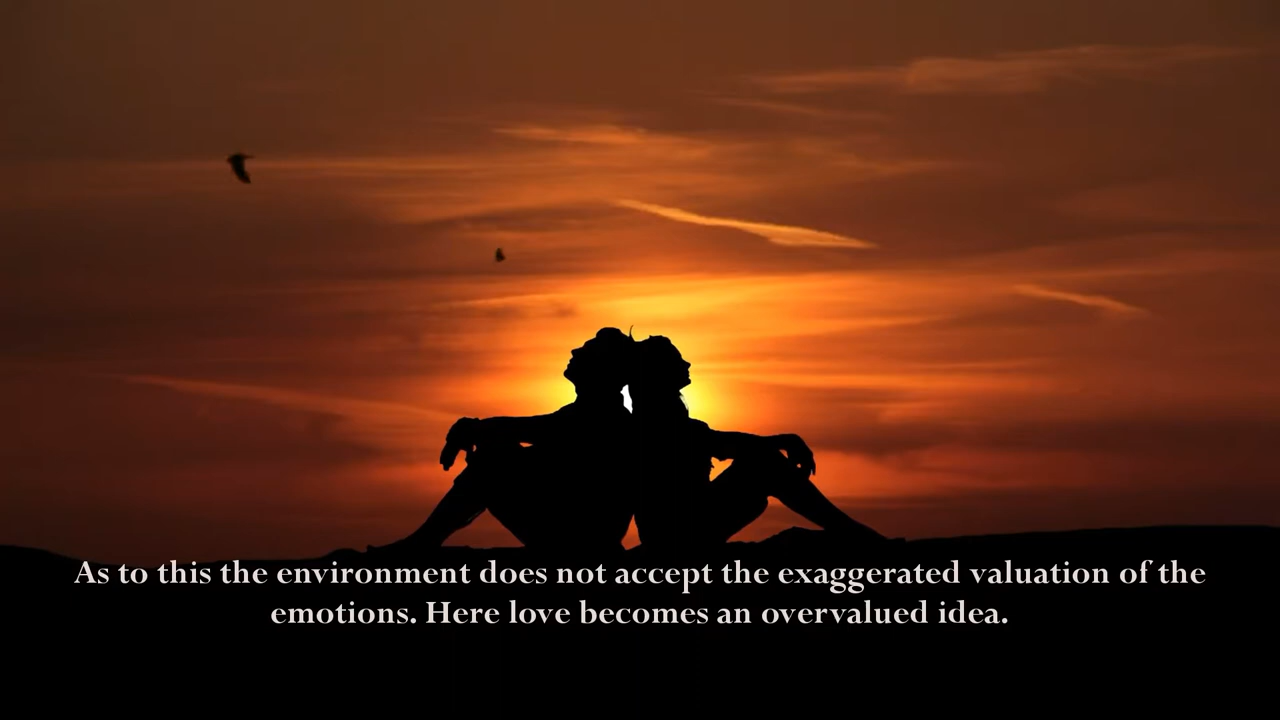 As to this the environment does not accept the exaggerated valuation of the
emotions. Here love becomes an overvalued idea.